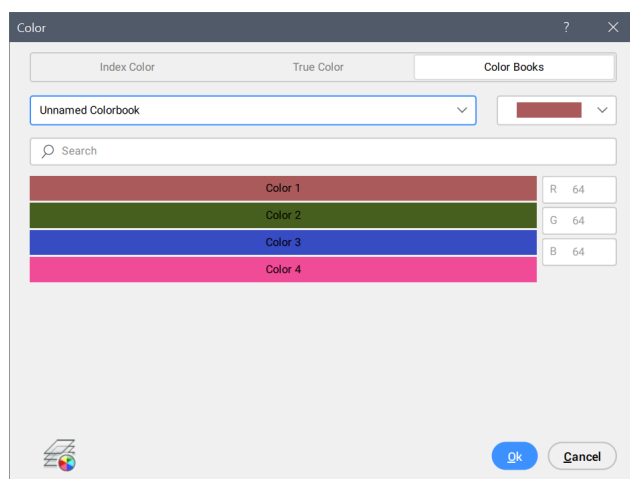 Color ?
Index Color True Color Color Books
Unnamed Colorbook
Search
Color 1
R 64
Color 2
G 64
Color 3
B 64
Color 4
Ok Cancel